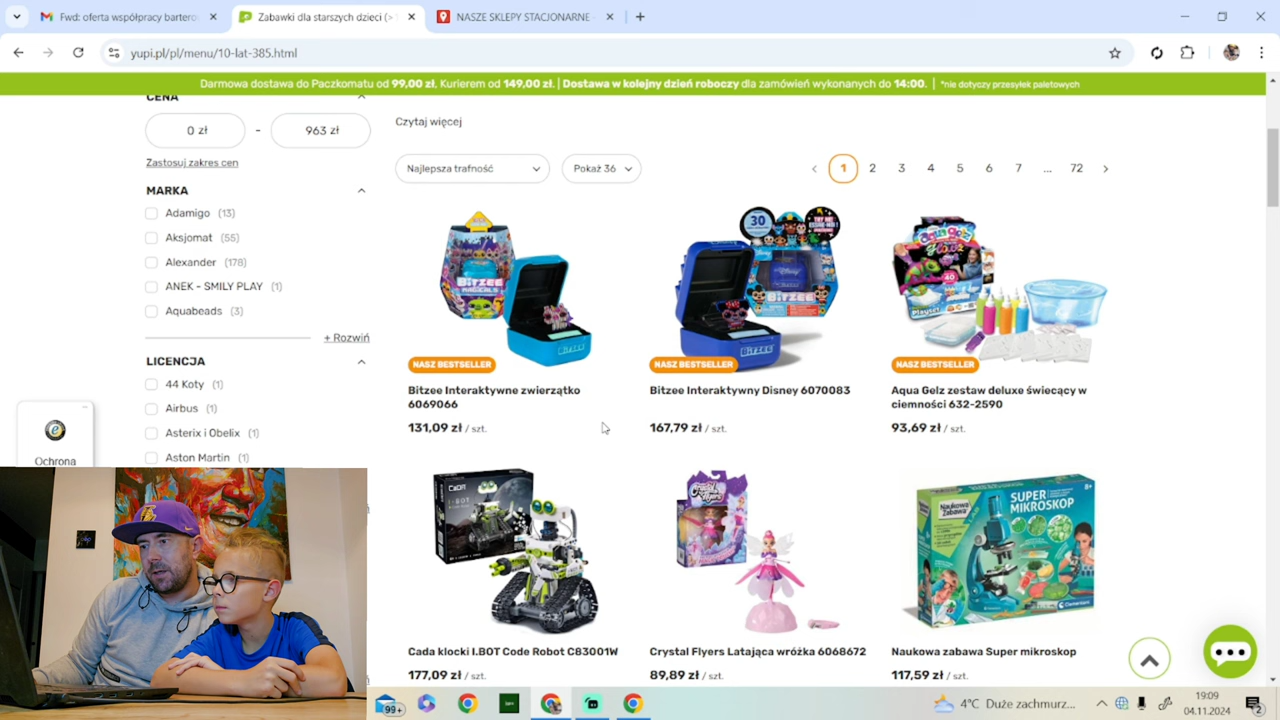 Fwd: oferta współpracy bartero
Zabawki dla starszych dzieci (>
NASZE SKLEPY STACJONARNE -
yupi.pl/pl/menu/10-lat-385.html
Darmowa dostawa do Paczkomatu od 99,00 zł. Kurierem od 149,00 zł. | Dostawa w kolejny dzień roboczy dla zamówień wykonanych do 14:00. | *nie dotyczy przesyłek paletowych
CENA
0 zł - 963 zł
Zastosuj zakres cen
MARKA
Adamigo (13)
Aksjomat (55)
Alexander (178)
ANEK - SMILY PLAY (1)
Aquabeads (3)
+ Rozwiń
LICENCJA
44 Koty (1)
Airbus (1)
Asterix i Obelix (1)
Aston Martin (1)
Ochrona
Czytaj więcej
Najlepsza trafność
Pokaż 36
‹ 1 2 3 4 5 6 7 ... 72 ›
NASZ BESTSELLER
Bitzee Interaktywne zwierzątko
6069066
131,09 zł / szt.
30
NASZ BESTSELLER
Bitzee Interaktywny Disney 6070083
167,79 zł / szt.
NASZ BESTSELLER
Aqua Gelz zestaw deluxe świecący w
ciemności 632-2590
93,69 zł / szt.
Cada klocki I.BOT Code Robot C83001W
177,09 zł / szt.
Crystal Flyers Latająca wróżka 6068672
89,89 zł / szt.
Naukowa Zabawa
SUPER
MIKROSKOP
8+
Clementoni
Naukowa zabawa Super mikroskop
117,59 zł / szt.
99+
4°C Duże zachmurz...
19:09
04.11.2024
2